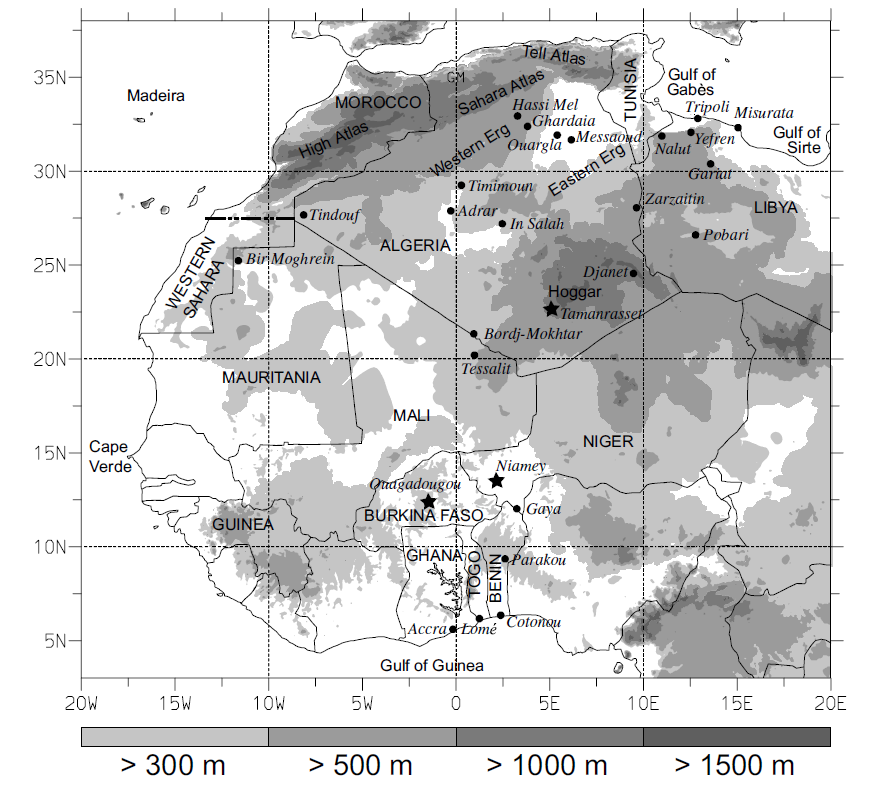 35N
30N
25N
20N
15N
10N
5N
20W
15W
10W
5W
0
5E
10E
15E
20E
Madeira
MOROCCO
High Atlas
GM
Tell Atlas
Sahara Atlas
TUNISIA
Gulf of
Gabès
Tripoli
Misurata
Gulf of
Sirte
Hassi Mel
Ghardaia
Ouargla
Messaoud
Nalut
Yefren
Gariat
Western Erg
Eastern Erg
Timimoun
Zarzaitin
LIBYA
Tindouf
Adrar
In Salah
Pobari
ALGERIA
WESTERN
SAHARA
Bir Moghrein
Djanet
Hoggar
Tamanrasset
Bordj-Mokhtar
Tessalit
MAURITANIA
MALI
NIGER
Cape
Verde
Niamey
Ouagadougou
Gaya
BURKINA FASO
GUINEA
GHANA
TOGO
BENIN
Parakou
Accra
Lomé
Cotonou
Gulf of Guinea
> 300 m
> 500 m
> 1000 m
> 1500 m